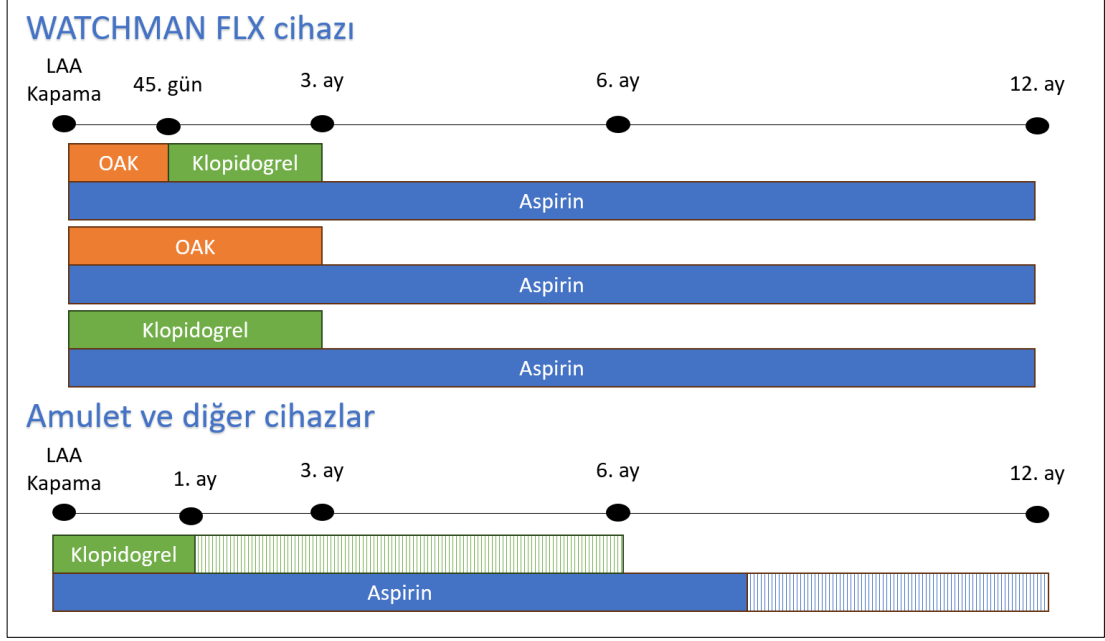 WATCHMAN FLX cihazı
LAA
Kapama
45. gün
3. ay
6. ay
12. ay
OAK
Klopidogrel
Aspirin
OAK
Aspirin
Klopidogrel
Aspirin
Amulet ve diğer cihazlar
LAA
Kapama
1. ay
3. ay
6. ay
12. ay
Klopidogrel
Aspirin